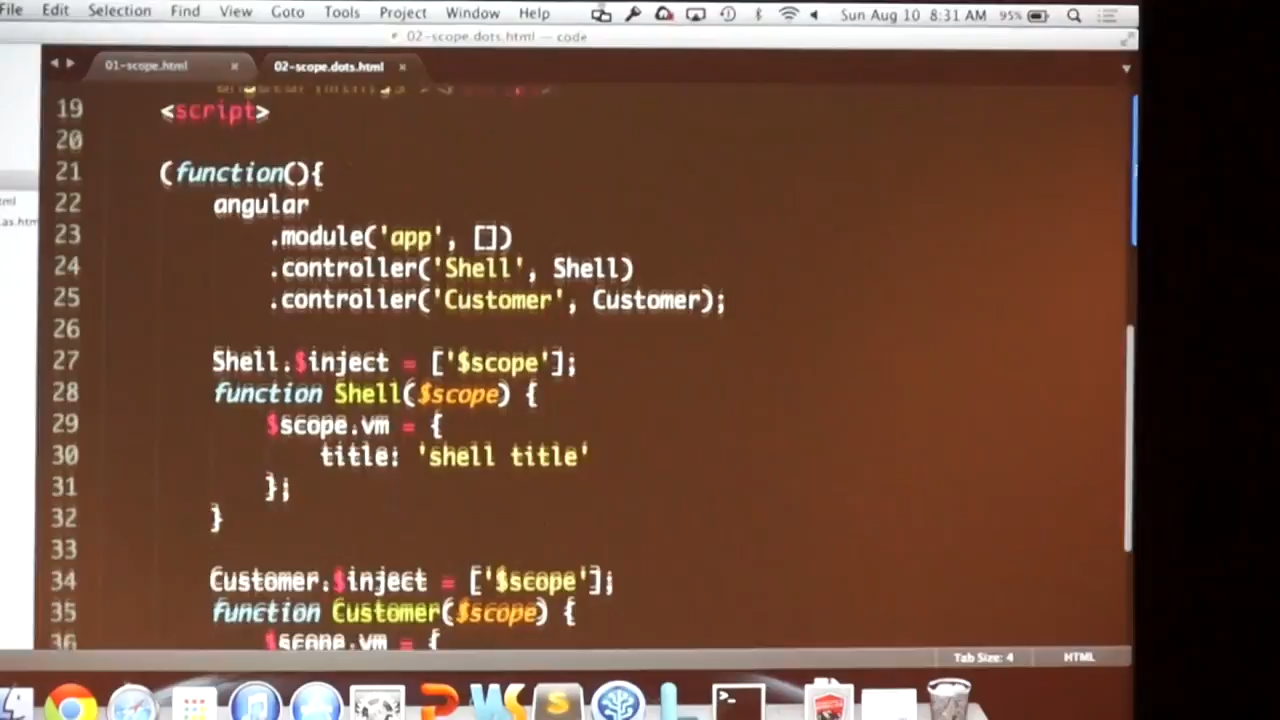 File Edit Selection Find View Goto Tools Project Window Help Sun Aug 10 8:31 AM 95%
02-scope.dots.html — code
01-scope.html 02-scope.dots.html
19 <script>
20
21 (function(){
22 angular
23 .module('app', [])
24 .controller('Shell', Shell)
25 .controller('Customer', Customer);
26
27 Shell.$inject = ['$scope'];
28 function Shell($scope) {
29 $scope.vm = {
30 title: 'shell title'
31 };
32 }
33
34 Customer.$inject = ['$scope'];
35 function Customer($scope) {
36 $scope.vm = {
Tab Size: 4 HTML